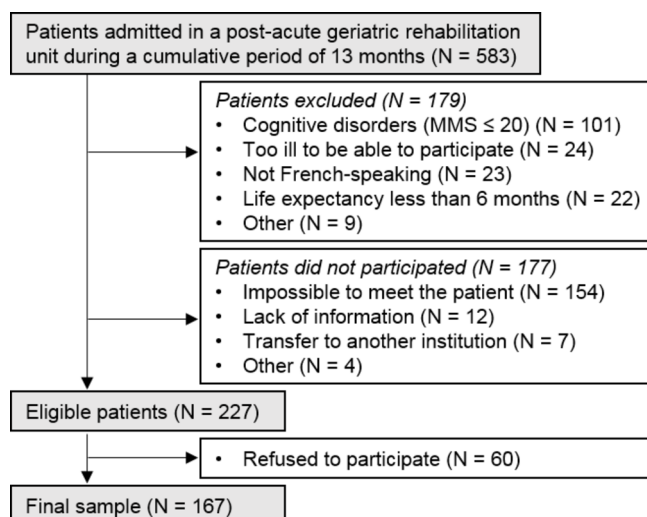 Patients admitted in a post-acute geriatric rehabilitation
unit during a cumulative period of 13 months (N = 583)
Patients excluded (N = 179)
• Cognitive disorders (MMS ≤ 20) (N = 101)
• Too ill to be able to participate (N = 24)
• Not French-speaking (N = 23)
• Life expectancy less than 6 months (N = 22)
• Other (N = 9)
Patients did not participated (N = 177)
• Impossible to meet the patient (N = 154)
• Lack of information (N = 12)
• Transfer to another institution (N = 7)
• Other (N = 4)
Eligible patients (N = 227)
• Refused to participate (N = 60)
Final sample (N = 167)